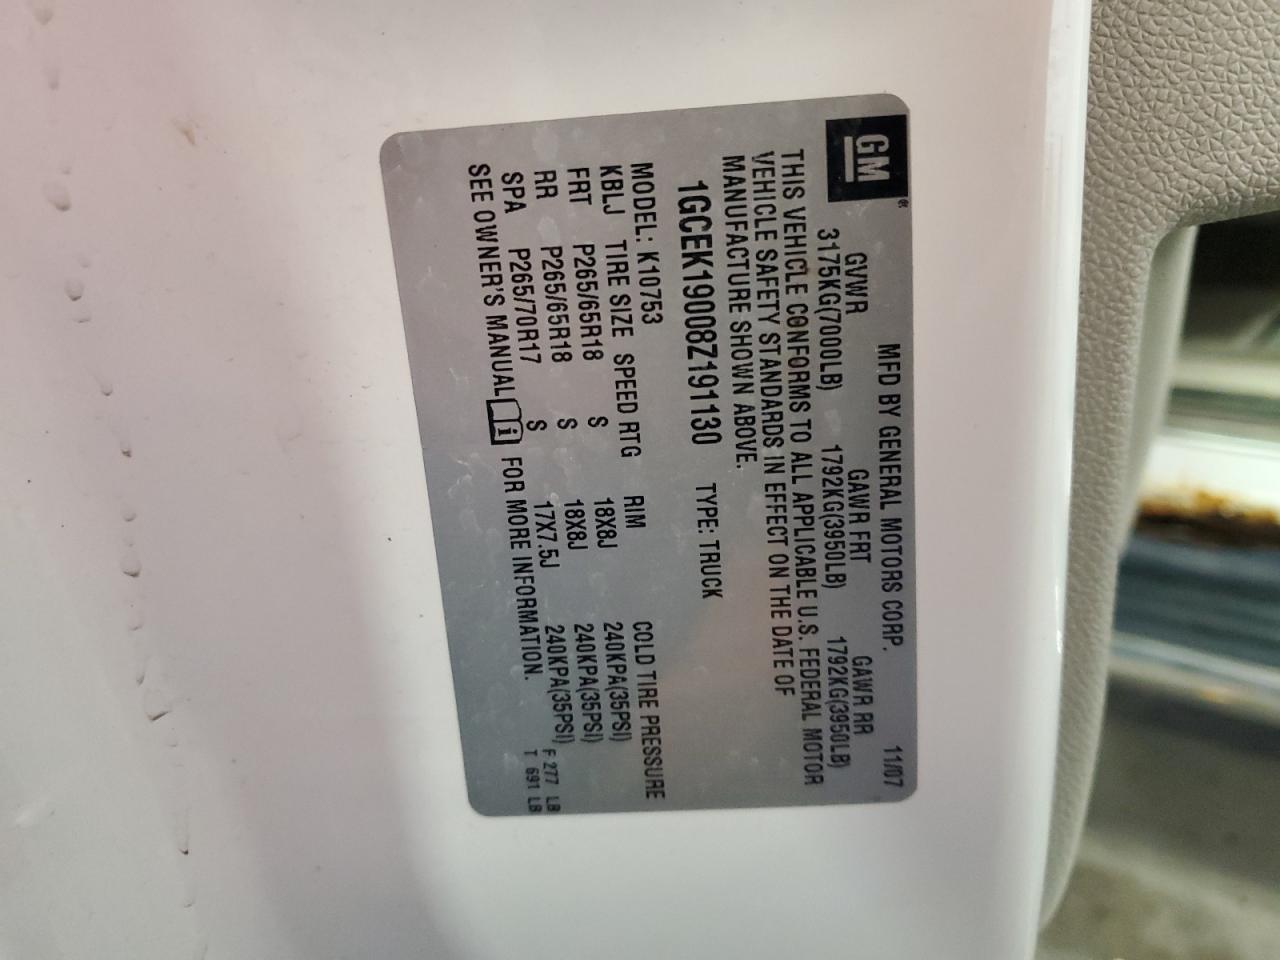 GM
MFD BY GENERAL MOTORS CORP. 11/07
GVWR GAWR FRT GAWR RR
3175KG(7000LB) 1792KG(3950LB) 1792KG(3950LB)
THIS VEHICLE CONFORMS TO ALL APPLICABLE U.S. FEDERAL MOTOR
VEHICLE SAFETY STANDARDS IN EFFECT ON THE DATE OF
MANUFACTURE SHOWN ABOVE.
1GCEK19008Z191130 TYPE: TRUCK
MODEL: K10753
KBLJ TIRE SIZE SPEED RTG RIM COLD TIRE PRESSURE
FRT P265/65R18 S 18X8J 240KPA(35PSI)
RR P265/65R18 S 18X8J 240KPA(35PSI)
SPA P265/70R17 S 17X7.5J 240KPA(35PSI)
SEE OWNER'S MANUAL i FOR MORE INFORMATION.
F 277 LB
T 691 LB